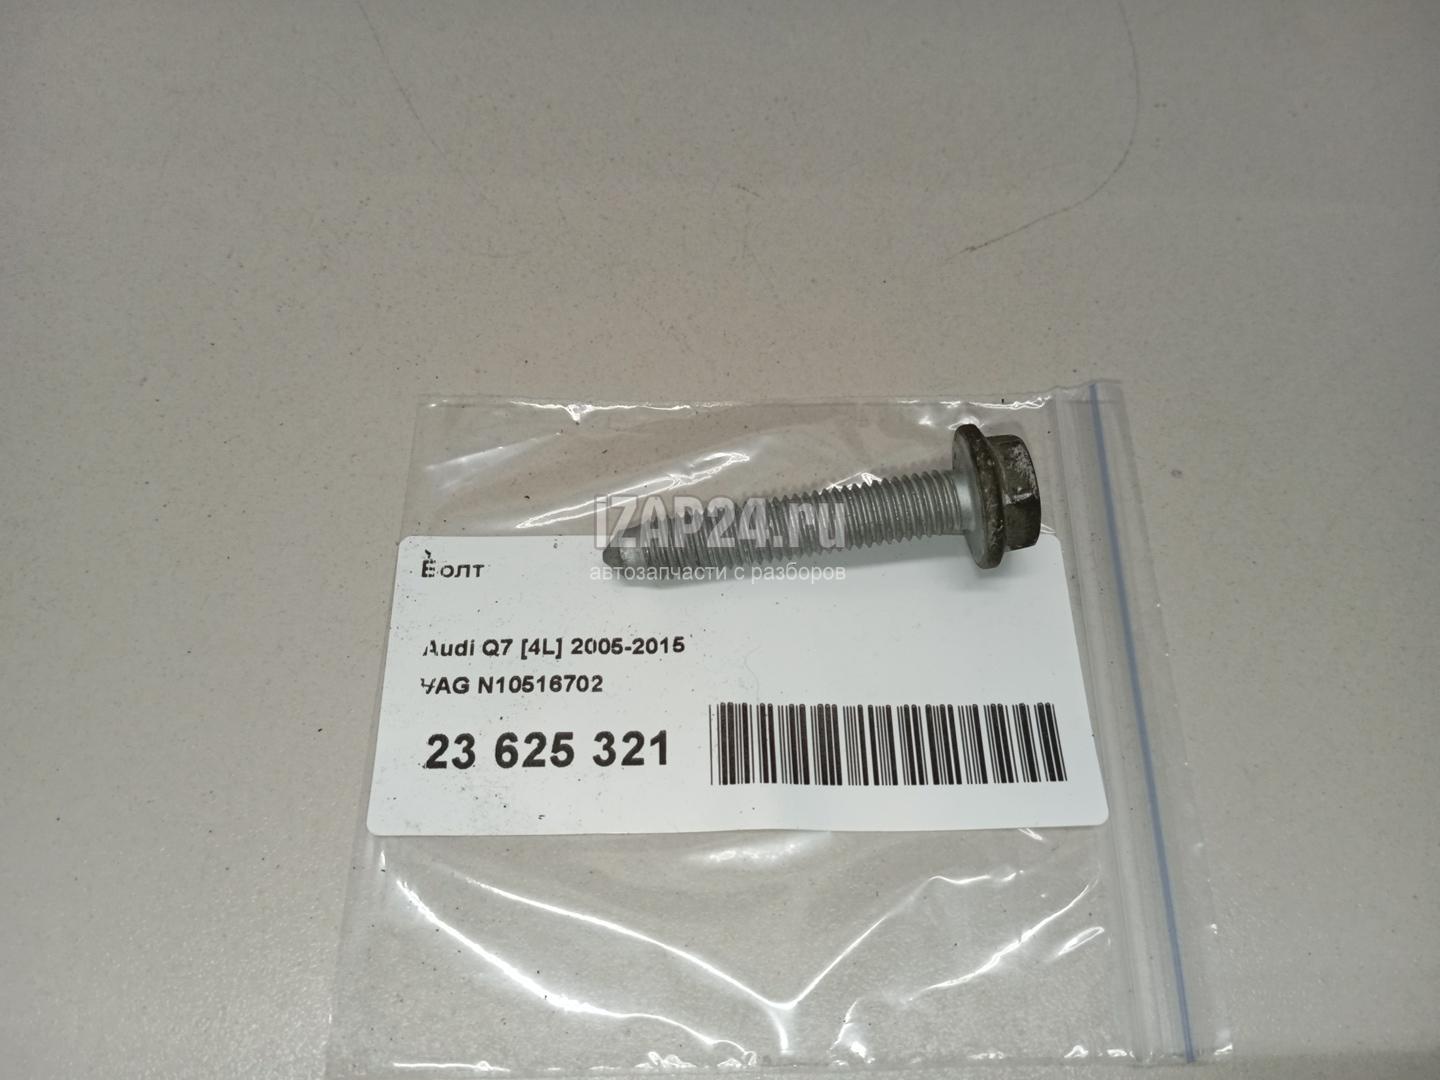 iZAP24.ru
автозапчасти с разборов
Болт
Audi Q7 [4L] 2005-2015
VAG N10516702
23 625 321